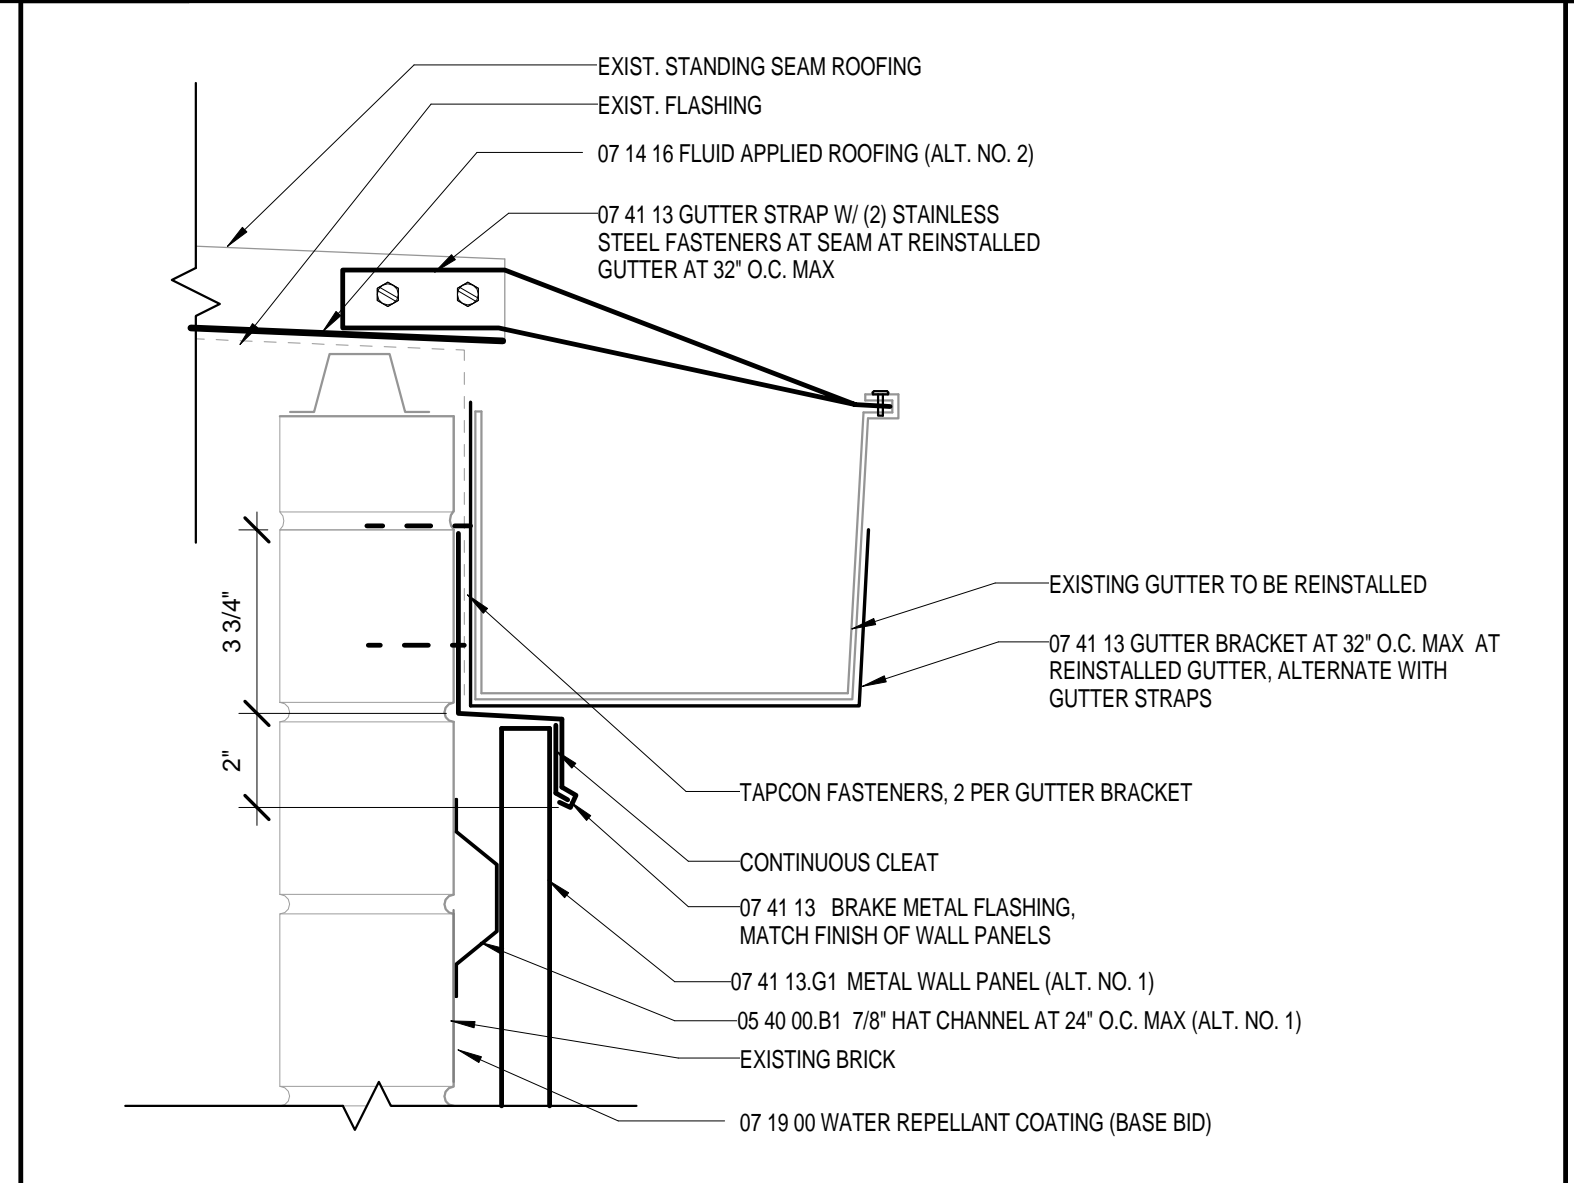 EXIST. STANDING SEAM ROOFING
EXIST. FLASHING
07 14 16 FLUID APPLIED ROOFING (ALT. NO. 2)
07 41 13 GUTTER STRAP W/ (2) STAINLESS
STEEL FASTENERS AT SEAM AT REINSTALLED
GUTTER AT 32" O.C. MAX
3 3/4"
2"
EXISTING GUTTER TO BE REINSTALLED
07 41 13 GUTTER BRACKET AT 32" O.C. MAX AT
REINSTALLED GUTTER, ALTERNATE WITH
GUTTER STRAPS
TAPCON FASTENERS, 2 PER GUTTER BRACKET
CONTINUOUS CLEAT
07 41 13 BRAKE METAL FLASHING,
MATCH FINISH OF WALL PANELS
07 41 13.G1 METAL WALL PANEL (ALT. NO. 1)
05 40 00.B1 7/8" HAT CHANNEL AT 24" O.C. MAX (ALT. NO. 1)
EXISTING BRICK
07 19 00 WATER REPELLANT COATING (BASE BID)